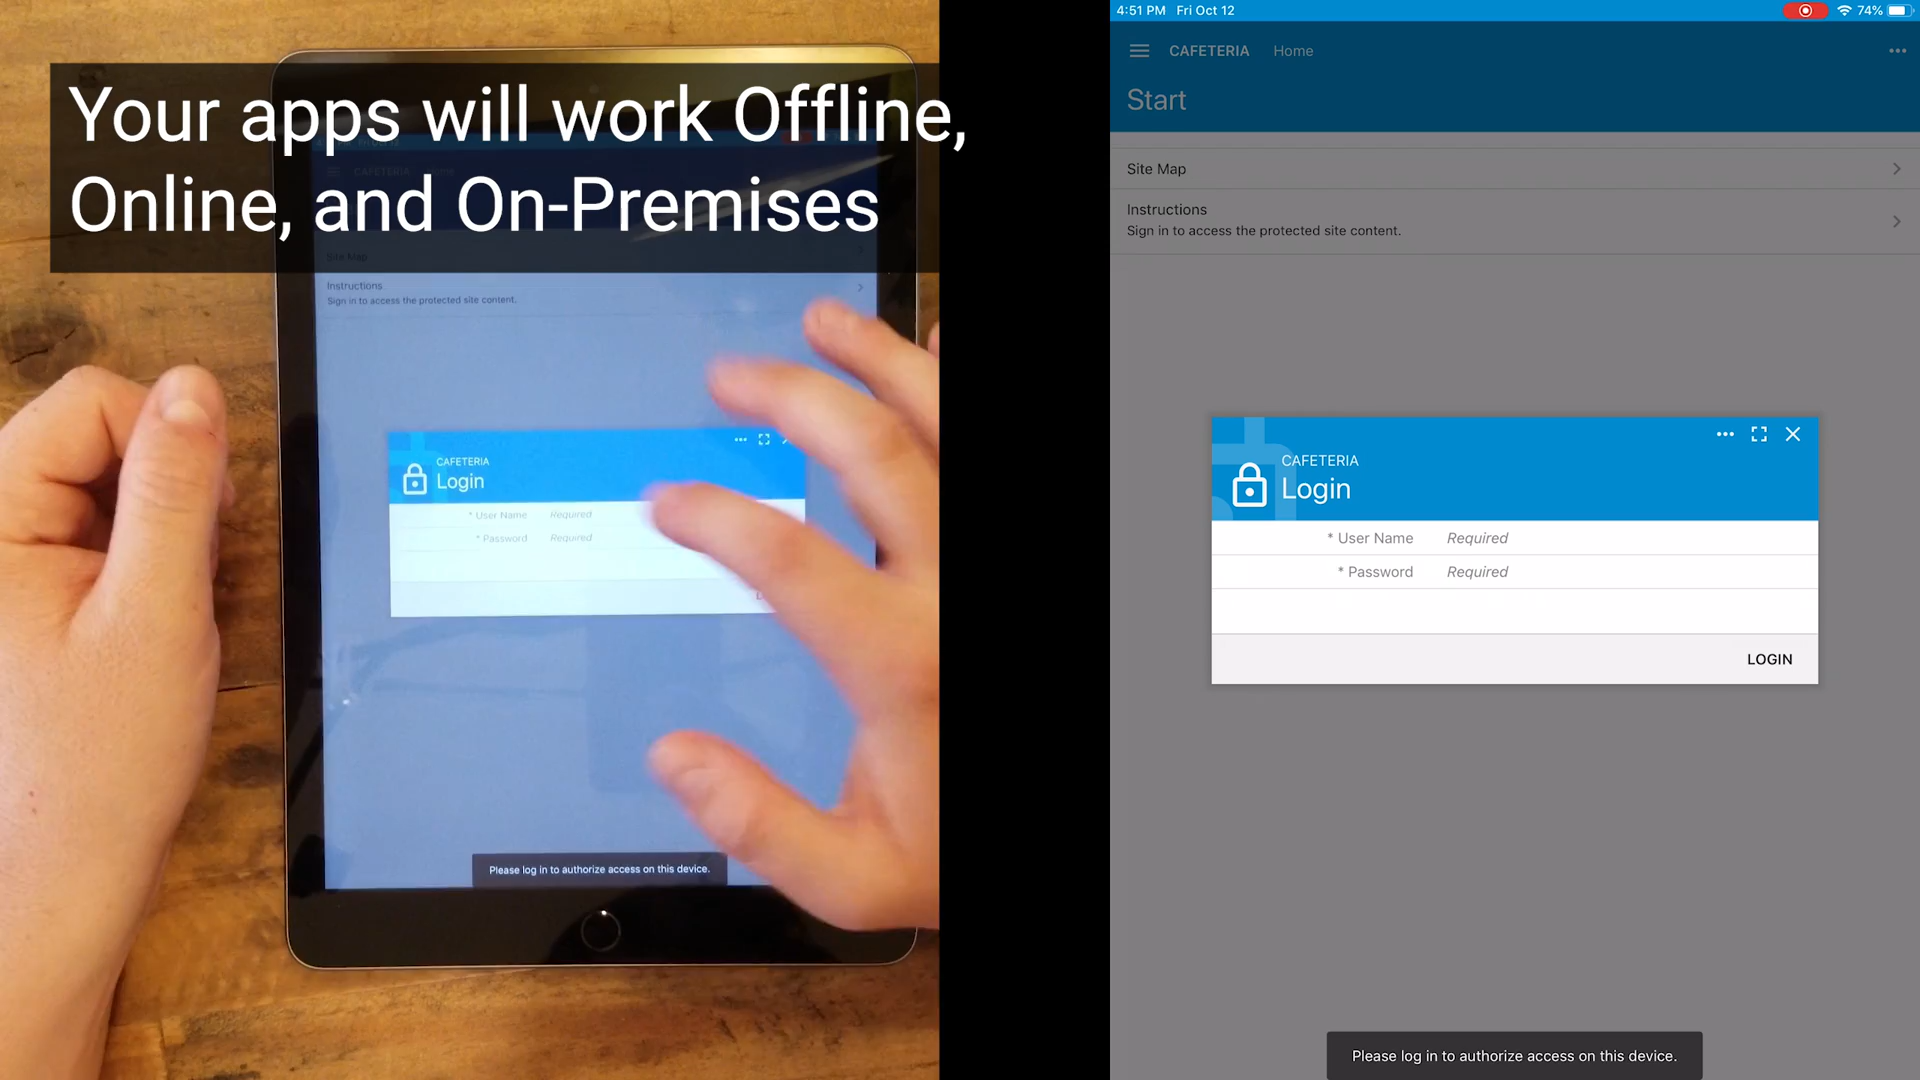 Your apps will work Offline,
Online, and On-Premises
CAFETERIA
Site Map
Instructions
Sign in to access the protected site content.
CAFETERIA
Login
* User Name Required
* Password Required
Please log in to authorize access on this device.
4:51 PM Fri Oct 12 74%
CAFETERIA Home
Start
Site Map
Instructions
Sign in to access the protected site content.
CAFETERIA
Login
* User Name Required
* Password Required
LOGIN
Please log in to authorize access on this device.